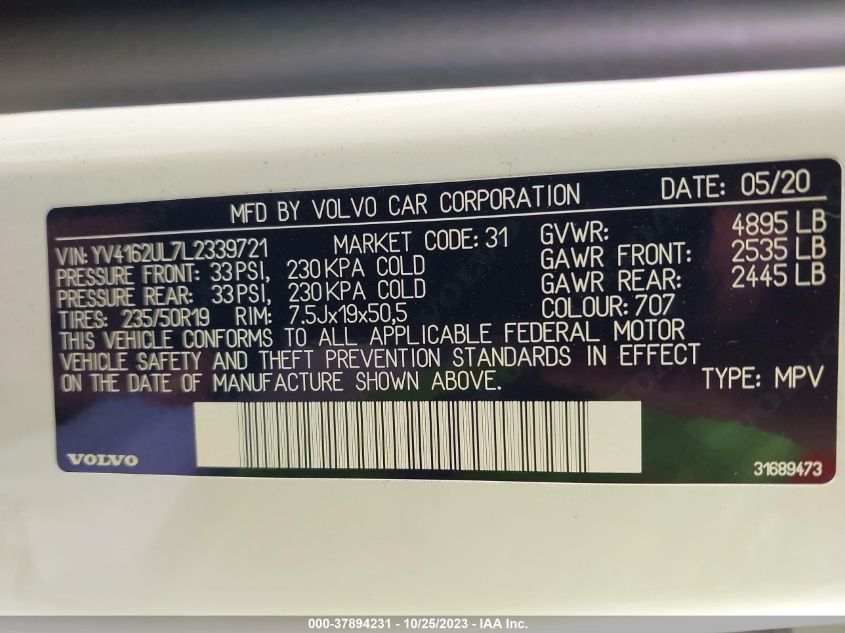 MFD BY VOLVO CAR CORPORATION DATE: 05/20
VIN: YV4162UL7L2339721 MARKET CODE: 31 GVWR: 4895 LB
PRESSURE FRONT: 33 PSI, 230 KPA COLD GAWR FRONT: 2535 LB
PRESSURE REAR: 33 PSI, 230 KPA COLD GAWR REAR: 2445 LB
TIRES: 235/50R19 RIM: 7.5Jx19x50,5 COLOUR: 707
THIS VEHICLE CONFORMS TO ALL APPLICABLE FEDERAL MOTOR
VEHICLE SAFETY AND THEFT PREVENTION STANDARDS IN EFFECT
ON THE DATE OF MANUFACTURE SHOWN ABOVE. TYPE: MPV
VOLVO 31689473
000-37894231 - 10/25/2023 - IAA Inc.